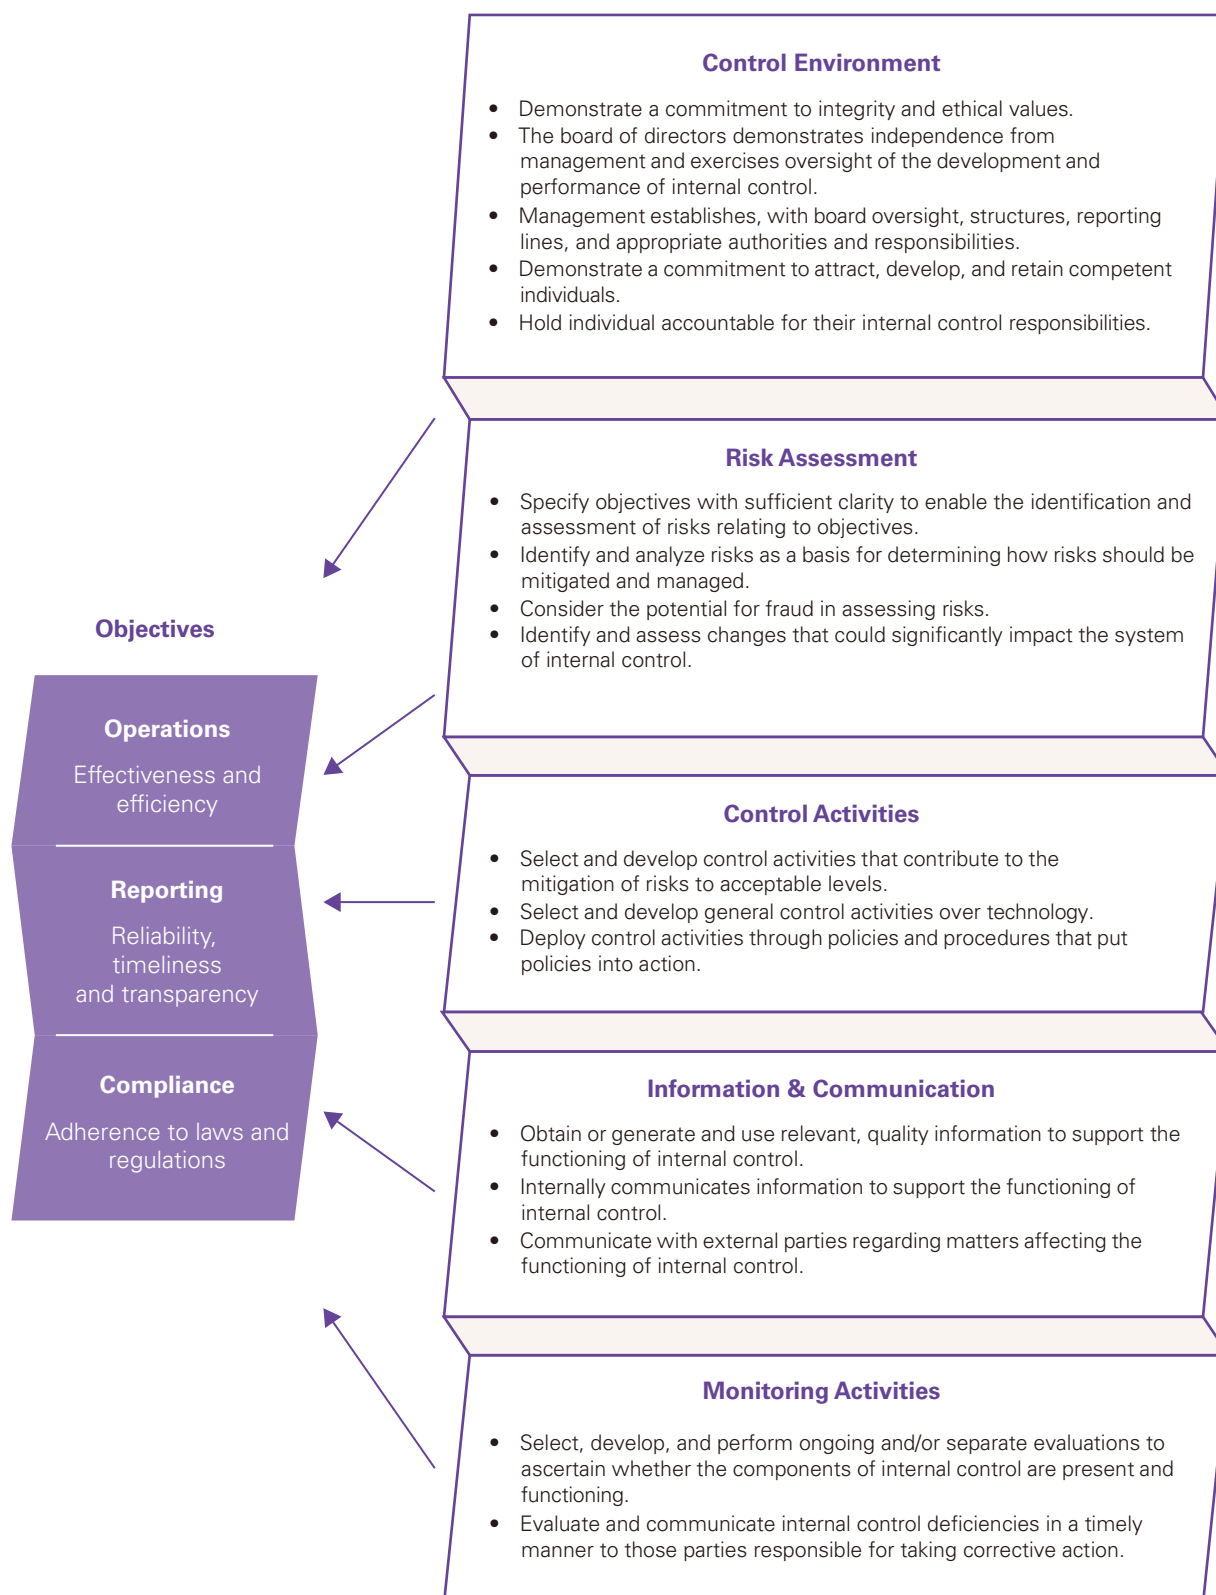 Control Environment
• Demonstrate a commitment to integrity and ethical values.
• The board of directors demonstrates independence from
management and exercises oversight of the development and
performance of internal control.
• Management establishes, with board oversight, structures, reporting
lines, and appropriate authorities and responsibilities.
• Demonstrate a commitment to attract, develop, and retain competent
individuals.
• Hold individual accountable for their internal control responsibilities.
Risk Assessment
• Specify objectives with sufficient clarity to enable the identification and
assessment of risks relating to objectives.
• Identify and analyze risks as a basis for determining how risks should be
mitigated and managed.
• Consider the potential for fraud in assessing risks.
• Identify and assess changes that could significantly impact the system
of internal control.
Objectives
Operations
Effectiveness and
efficiency
Reporting
Reliability,
timeliness
and transparency
Compliance
Adherence to laws and
regulations
Control Activities
• Select and develop control activities that contribute to the
mitigation of risks to acceptable levels.
• Select and develop general control activities over technology.
• Deploy control activities through policies and procedures that put
policies into action.
Information & Communication
• Obtain or generate and use relevant, quality information to support the
functioning of internal control.
• Internally communicates information to support the functioning of
internal control.
• Communicate with external parties regarding matters affecting the
functioning of internal control.
Monitoring Activities
• Select, develop, and perform ongoing and/or separate evaluations to
ascertain whether the components of internal control are present and
functioning.
• Evaluate and communicate internal control deficiencies in a timely
manner to those parties responsible for taking corrective action.